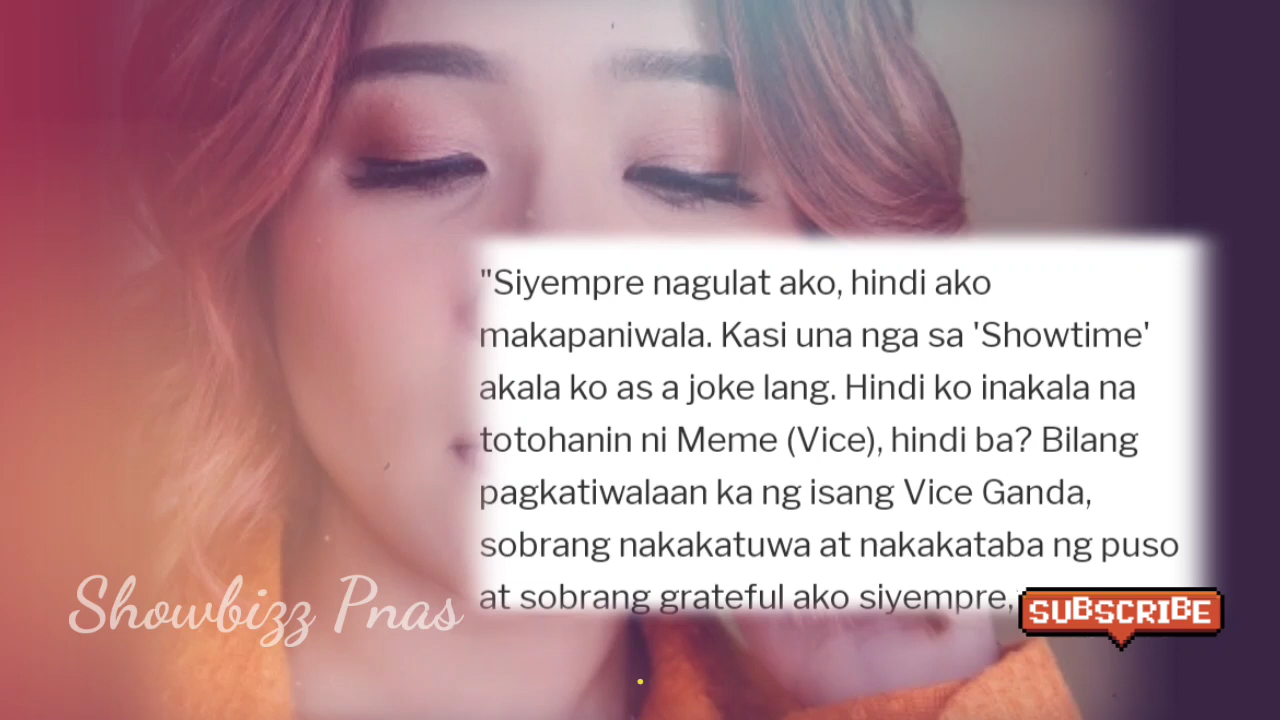 "Siyempre nagulat ako, hindi ako
makapaniwala. Kasi una nga sa 'Showtime'
akala ko as a joke lang. Hindi ko inakala na
totohanin ni Meme (Vice), hindi ba? Bilang
pagkatiwalaan ka ng isang Vice Ganda,
sobrang nakakatuwa at nakakataba ng puso
at sobrang grateful ako siyempre,
Showbizz Pnas
SUBSCRIBE